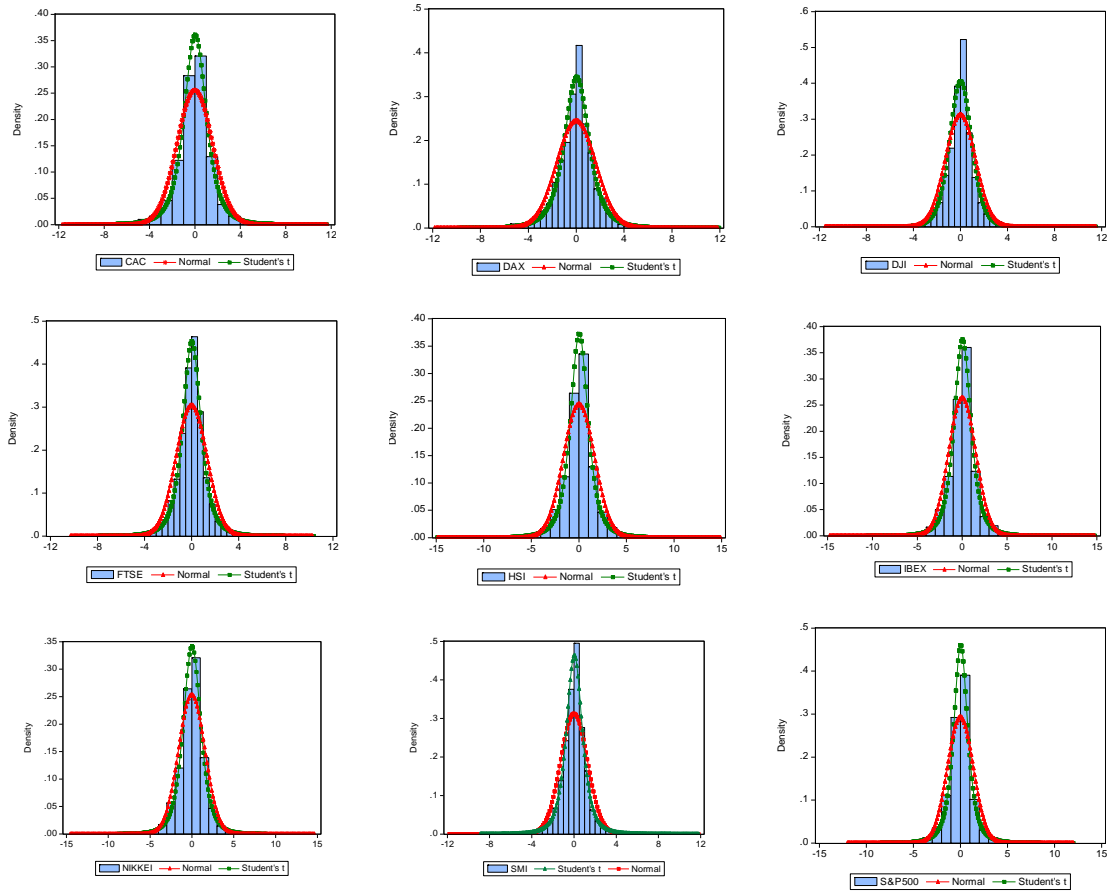 .40
.35
.30
.25
.20
.15
.10
.05
.00
Density
-12 -8 -4 0 4 8 12
CAC Normal Student's t
.5
.4
.3
.2
.1
.0
Density
-12 -8 -4 0 4 8 12
DAX Normal Student's t
.6
.5
.4
.3
.2
.1
.0
Density
-12 -8 -4 0 4 8 12
DJI Normal Student's t
.5
.4
.3
.2
.1
.0
Density
-12 -8 -4 0 4 8 12
FTSE Normal Student's t
.40
.35
.30
.25
.20
.15
.10
.05
.00
Density
-15 -10 -5 0 5 10 15
HSI Normal Student's t
.40
.35
.30
.25
.20
.15
.10
.05
.00
Density
-15 -10 -5 0 5 10 15
IBEX Normal Student's t
.35
.30
.25
.20
.15
.10
.05
.00
Density
-15 -10 -5 0 5 10 15
NIKKEI Normal Student's t
.5
.4
.3
.2
.1
.0
Density
-12 -8 -4 0 4 8 12
SMI Student's t Normal
.5
.4
.3
.2
.1
.0
Density
-15 -10 -5 0 5 10 15
S&P500 Normal Student's t